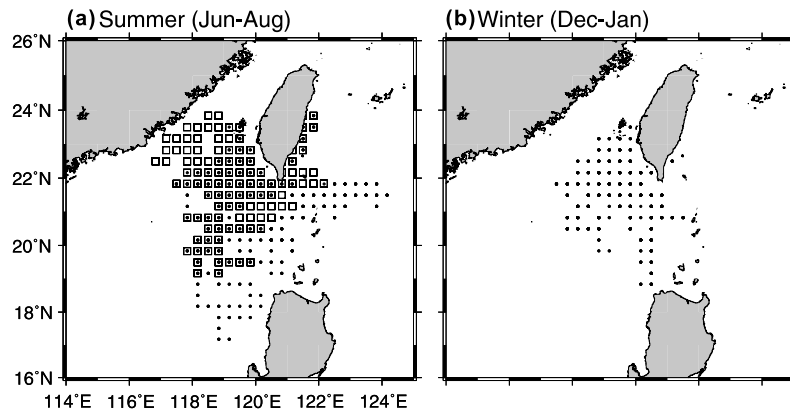 (a) Summer (Jun-Aug)
(b) Winter (Dec-Jan)
26°N
24°N
22°N
20°N
18°N
16°N
114°E 116°E 118°E 120°E 122°E 124°E